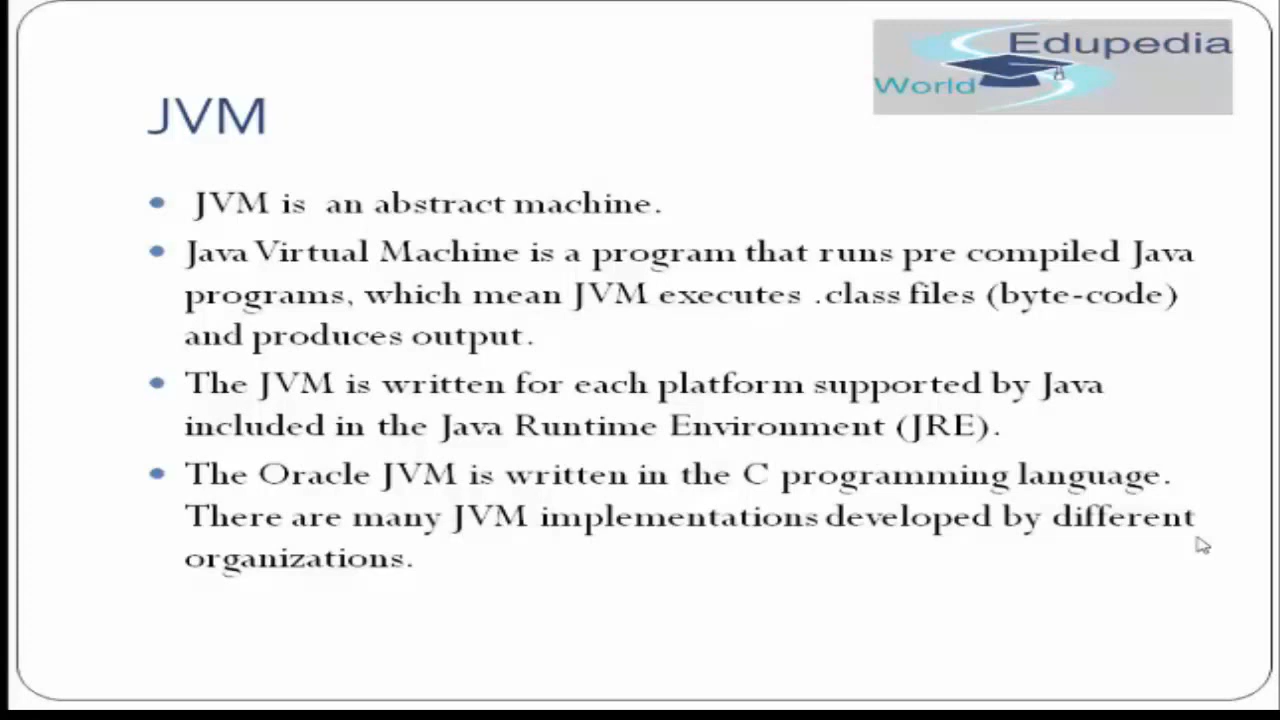 Edupedia
World
JVM
JVM is an abstract machine.
Java Virtual Machine is a program that runs pre compiled Java
programs, which mean JVM executes .class files (byte-code)
and produces output.
The JVM is written for each platform supported by Java
included in the Java Runtime Environment (JRE).
The Oracle JVM is written in the C programming language.
There are many JVM implementations developed by different
organizations.